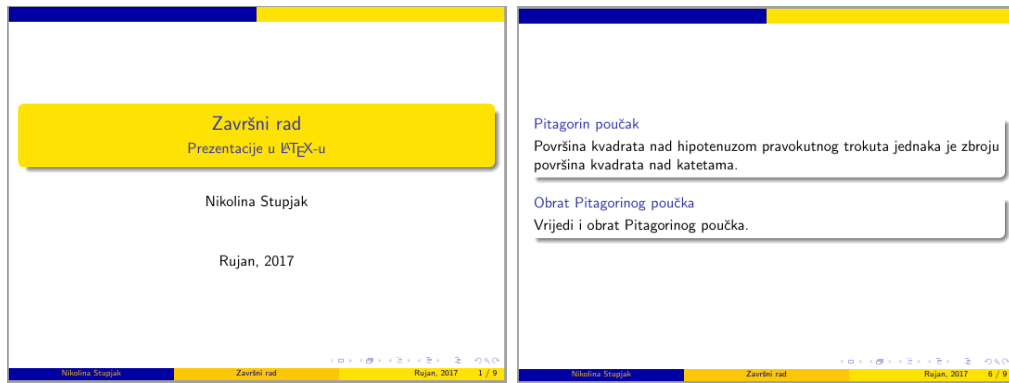 Završni rad
Prezentacije u LATEX-u
Nikolina Stupjak
Rujan, 2017
Nikolina Stupjak Završni rad Rujan, 2017 1 / 9
Pitagorin poučak
Površina kvadrata nad hipotenuzom pravokutnog trokuta jednaka je zbroju
površina kvadrata nad katetama.
Obrat Pitagorinog poučka
Vrijedi i obrat Pitagorinog poučka.
Nikolina Stupjak Završni rad Rujan, 2017 6 / 9